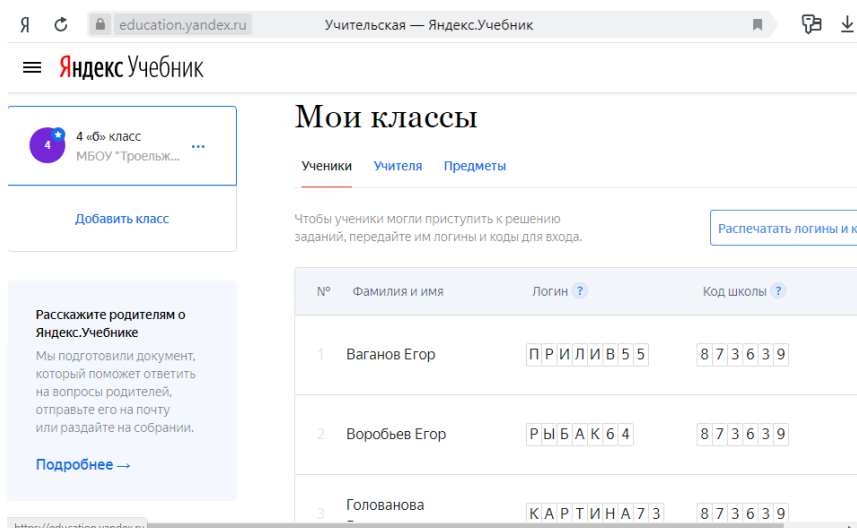 Я education.yandex.ru Учительская — Яндекс.Учебник
Яндекс Учебник
4
4 «б» класс
МБОУ "Троельж...
Добавить класс
Расскажите родителям о
Яндекс.Учебнике
Мы подготовили документ,
который поможет ответить
на вопросы родителей,
отправьте его на почту
или раздайте на собрании.
Подробнее →
Мои классы
Ученики Учителя Предметы
Чтобы ученики могли приступить к решению
заданий, передайте им логины и коды для входа.
Распечатать логины и к
№ Фамилия и имя Логин ? Код школы ?
1 Ваганов Егор ПРИЛИВ55 873639
2 Воробьев Егор РЫБАК64 873639
3 Голованова КАРТИНА73 873639
https://education.yandex.ru